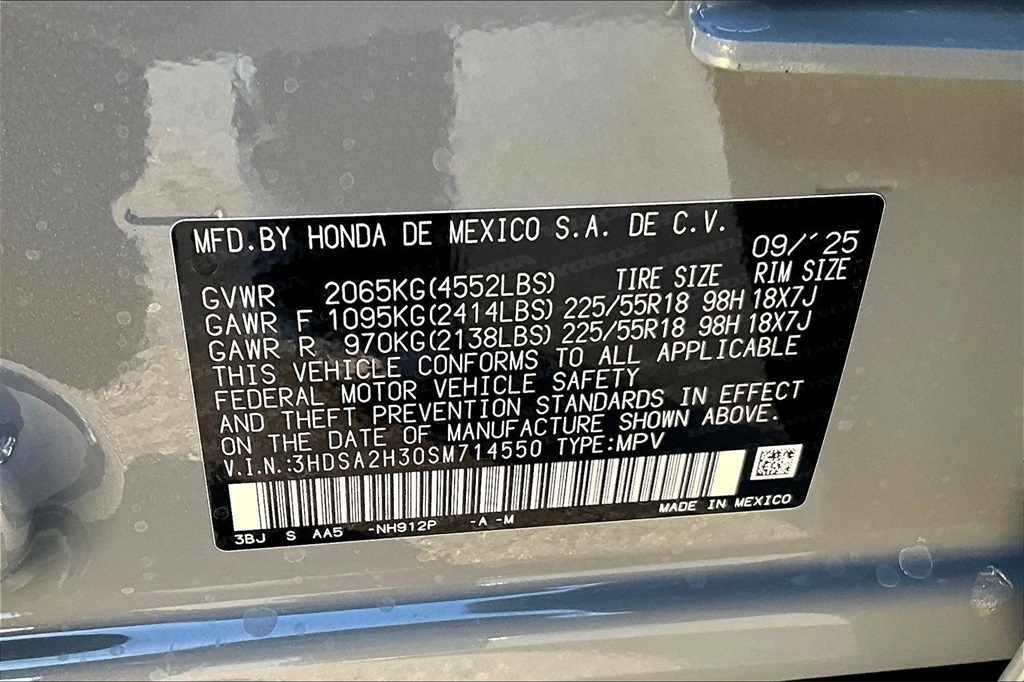 MFD.BY HONDA DE MEXICO S.A. DE C.V.
09/´25
TIRE SIZE RIM SIZE
GVWR 2065KG(4552LBS)
GAWR F 1095KG(2414LBS) 225/55R18 98H 18X7J
GAWR R 970KG(2138LBS) 225/55R18 98H 18X7J
THIS VEHICLE CONFORMS TO ALL APPLICABLE
FEDERAL MOTOR VEHICLE SAFETY
AND THEFT PREVENTION STANDARDS IN EFFECT
ON THE DATE OF MANUFACTURE SHOWN ABOVE.
V.I.N.:3HDSA2H30SM714550 TYPE:MPV
MADE IN MEXICO
3BJ S AA5 -NH912P -A -M